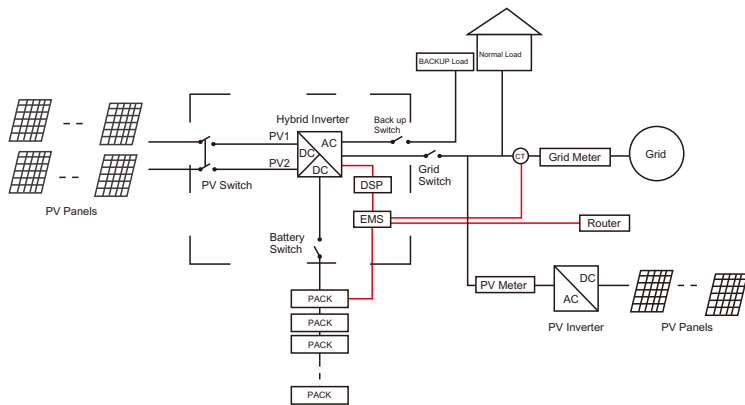 BACKUP Load
Normal Load
Hybrid Inverter
Back up
Switch
PV1
AC
DC
DC
PV2
PV Switch
PV Panels
Grid
Switch
CT
Grid Meter
Grid
DSP
EMS
Router
Battery
Switch
PACK
PACK
PACK
PACK
PV Meter
DC
AC
PV Inverter
PV Panels